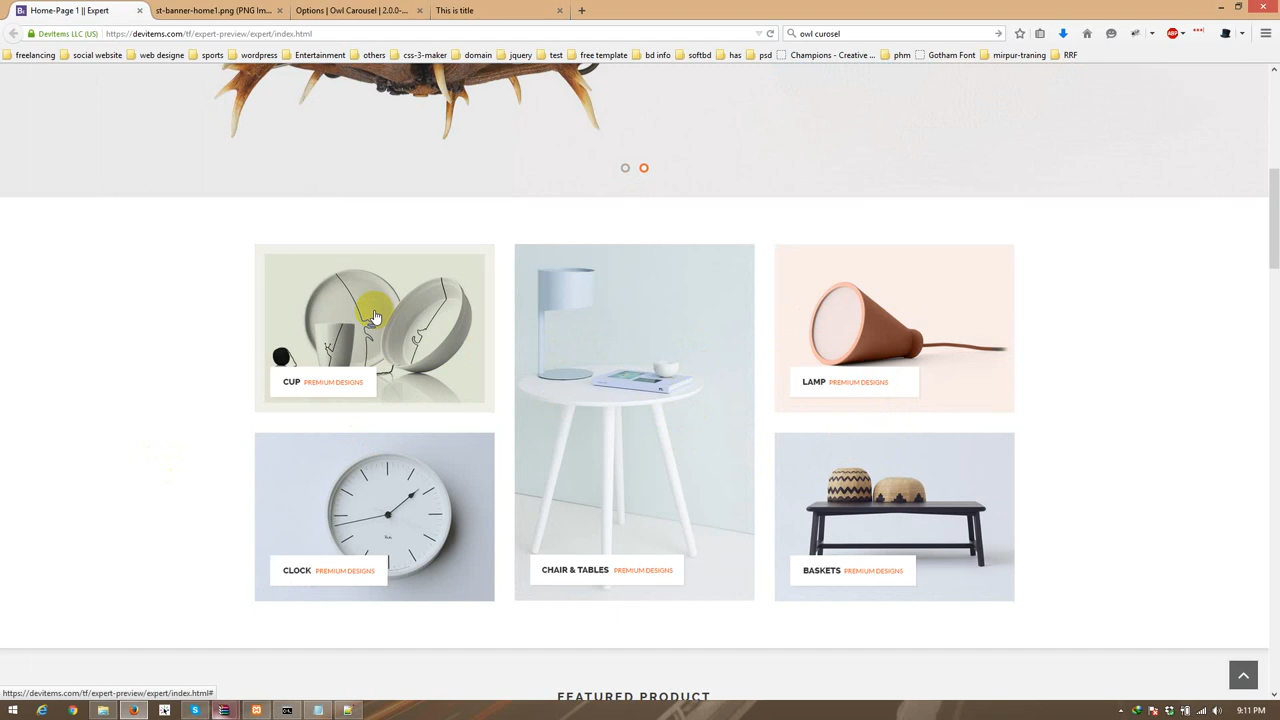 Home-Page 1 || Expert
st-banner-home1.png (PNG Im...
Options | Owl Carousel | 2.0.0-...
This is title
Devitems LLC (US)
https://devitems.com/tf/expert-preview/expert/index.html
owl curosel
freelancing
social website
web designe
sports
wordpress
Entertainment
others
css-3-maker
domain
jquery
test
free template
bd info
softbd
has
psd
Champions - Creative ...
phm
Gotham Font
mirpur-traning
RRF
CUP PREMIUM DESIGNS
LAMP PREMIUM DESIGNS
CLOCK PREMIUM DESIGNS
CHAIR & TABLES PREMIUM DESIGNS
BASKETS PREMIUM DESIGNS
FEATURED PRODUCT
https://devitems.com/tf/expert-preview/expert/index.html#
9:11 PM